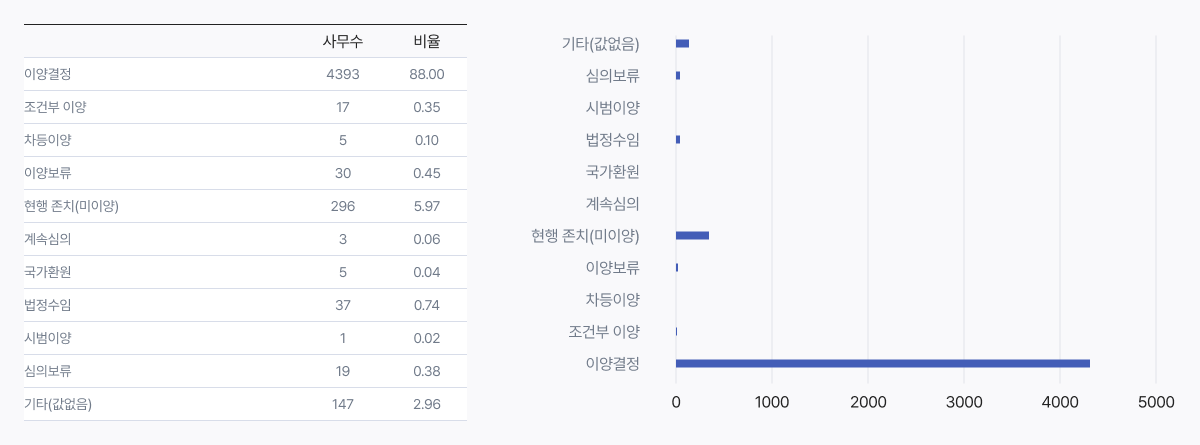 사무수 비율
이양결정 4393 88.00
조건부 이양 17 0.35
차등이양 5 0.10
이양보류 30 0.45
현행 존치(미이양) 296 5.97
계속심의 3 0.06
국가환원 5 0.04
법정수임 37 0.74
시범이양 1 0.02
심의보류 19 0.38
기타(값없음) 147 2.96
기타(값없음)
심의보류
시범이양
법정수임
국가환원
계속심의
현행 존치(미이양)
이양보류
차등이양
조건부 이양
이양결정
0 1000 2000 3000 4000 5000